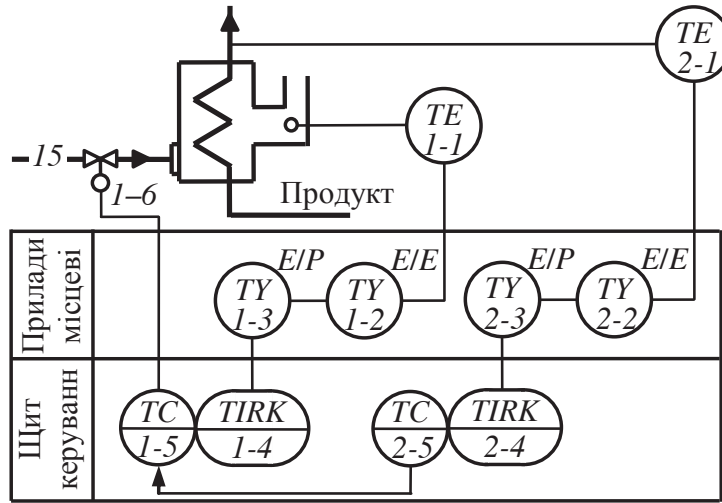 TE
2-1
TE
1-1
15
1–6
Продукт
Прилади
місцеві
E/P
E/E
E/P
E/E
TY
1-3
TY
1-2
TY
2-3
TY
2-2
Щит
керуванн
TC
1-5
TIRK
1-4
TC
2-5
TIRK
2-4